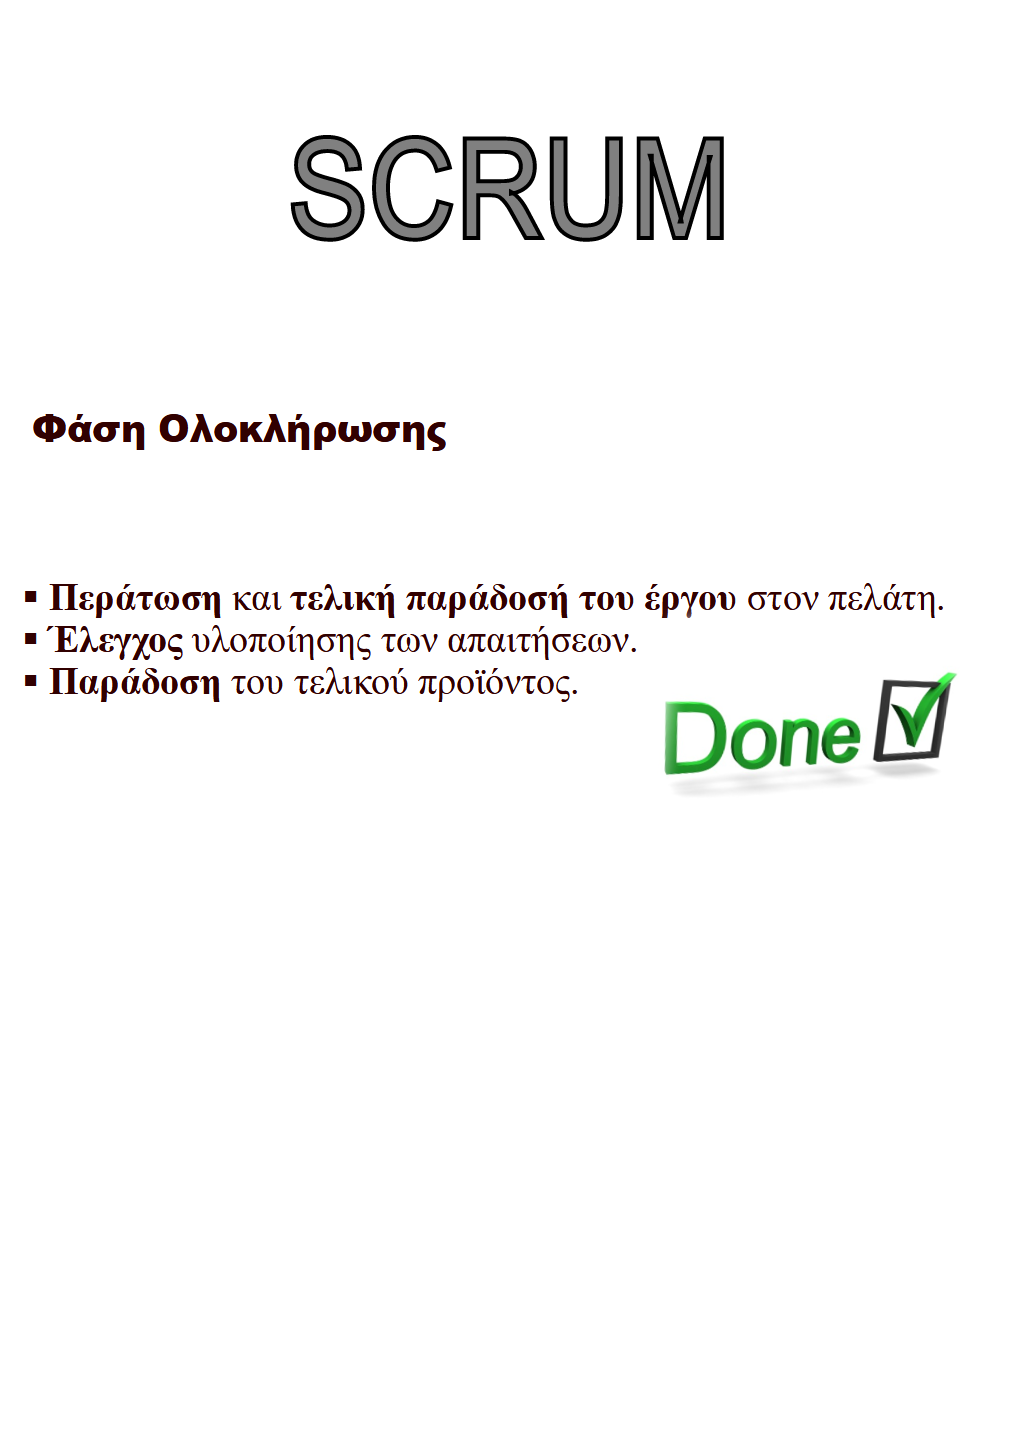 SCRUM
Φάση Ολοκλήρωσης
▪ Περάτωση και τελική παράδοσή του έργου στον πελάτη.
▪ Έλεγχος υλοποίησης των απαιτήσεων.
▪ Παράδοση του τελικού προϊόντος.
Done